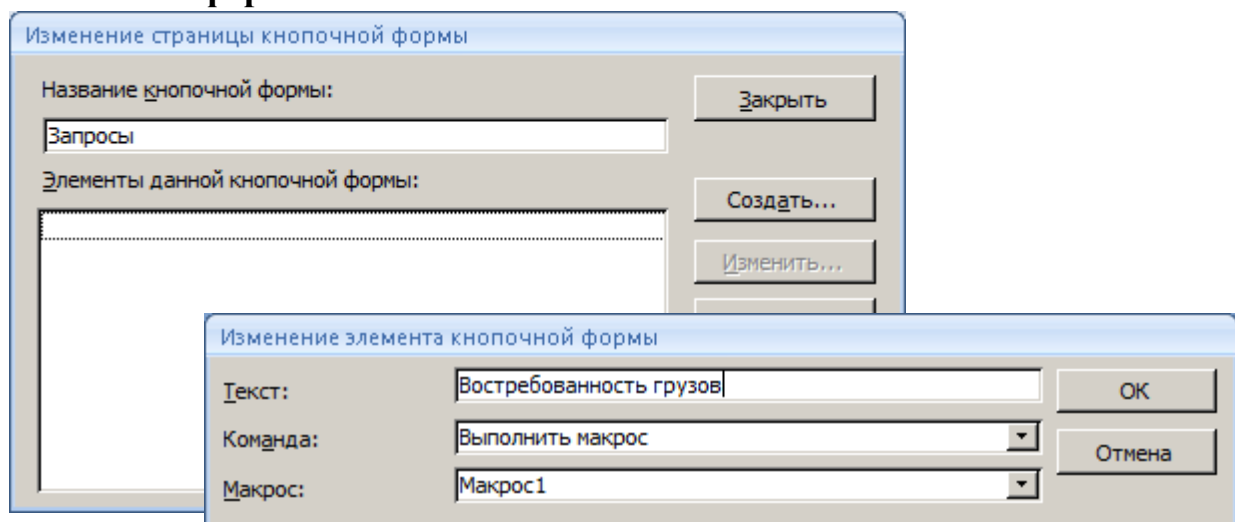 Изменение страницы кнопочной формы
Название кнопочной формы:
Закрыть
Запросы
Элементы данной кнопочной формы:
Создать...
Изменить...
Изменение элемента кнопочной формы
Текст:
Востребованность грузов
ОК
Команда:
Выполнить макрос
Отмена
Макрос:
Макрос1